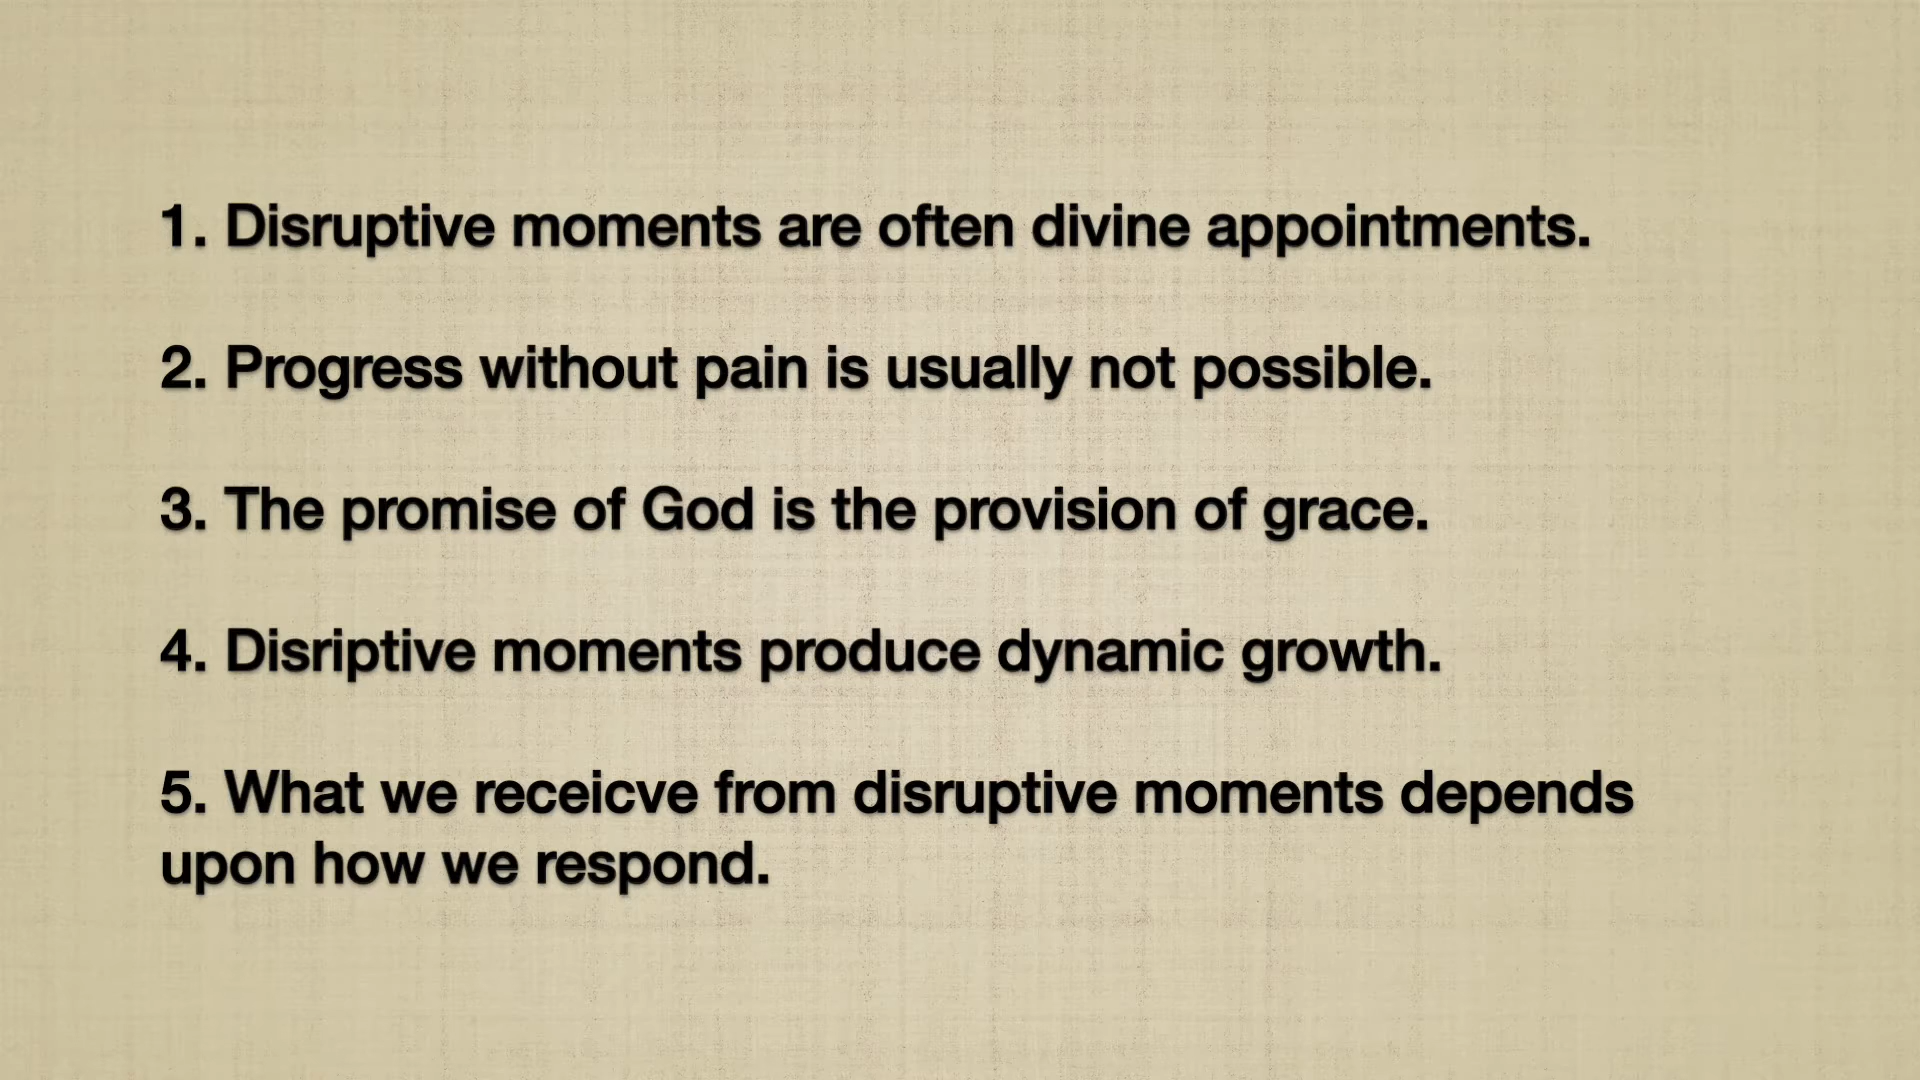 1. Disruptive moments are often divine appointments.
2. Progress without pain is usually not possible.
3. The promise of God is the provision of grace.
4. Disriptive moments produce dynamic growth.
5. What we receicve from disruptive moments depends
upon how we respond.